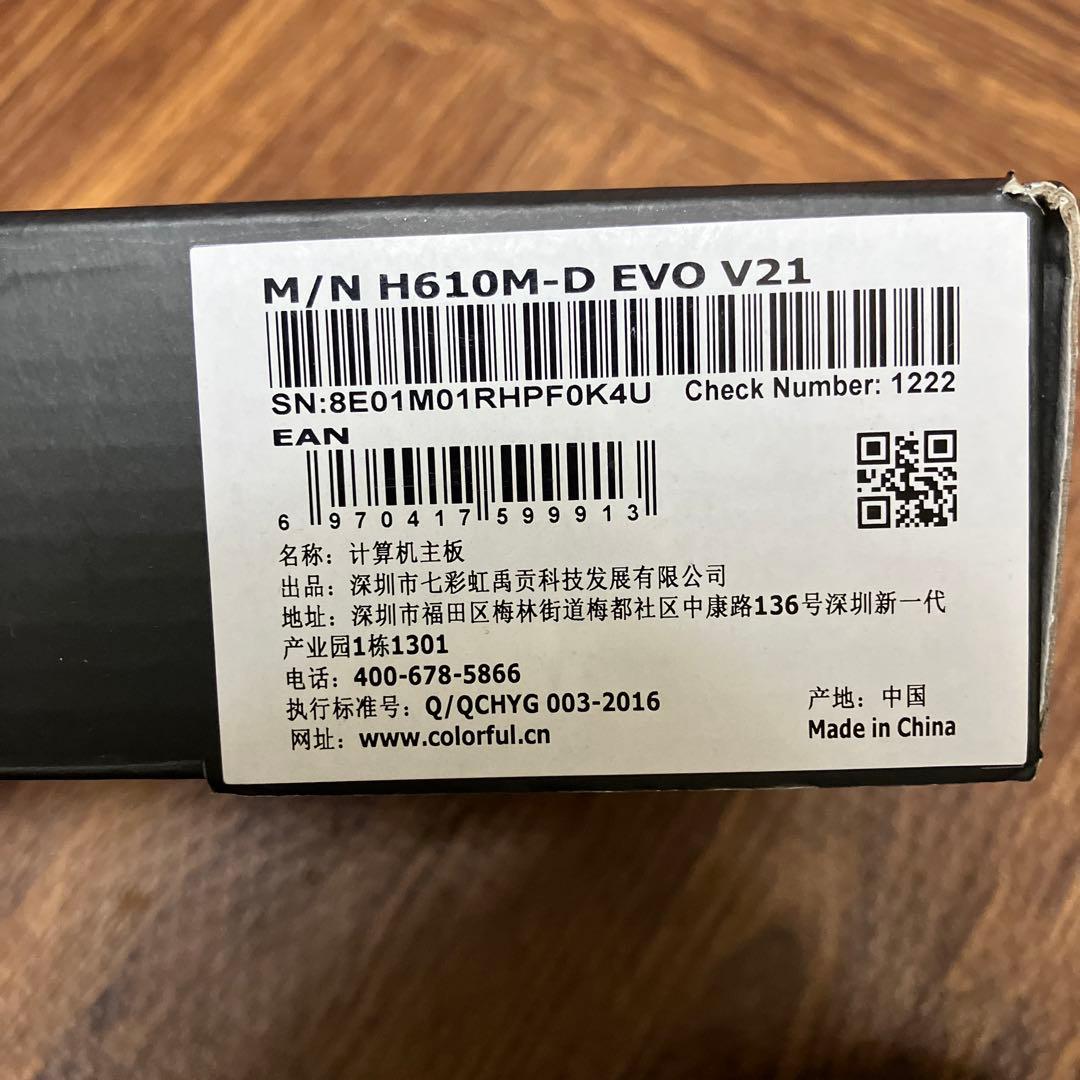 M/N H610M-D EVO V21
SN:8E01M01RHPF0K4U Check Number: 1222
EAN
6 970417 599913
名称：计算机主板
出品：深圳市七彩虹禹贡科技发展有限公司
地址：深圳市福田区梅林街道梅都社区中康路136号深圳新一代
产业园1栋1301
电话：400-678-5866
执行标准号：Q/QCHYG 003-2016
网址：www.colorful.cn
产地：中国
Made in China